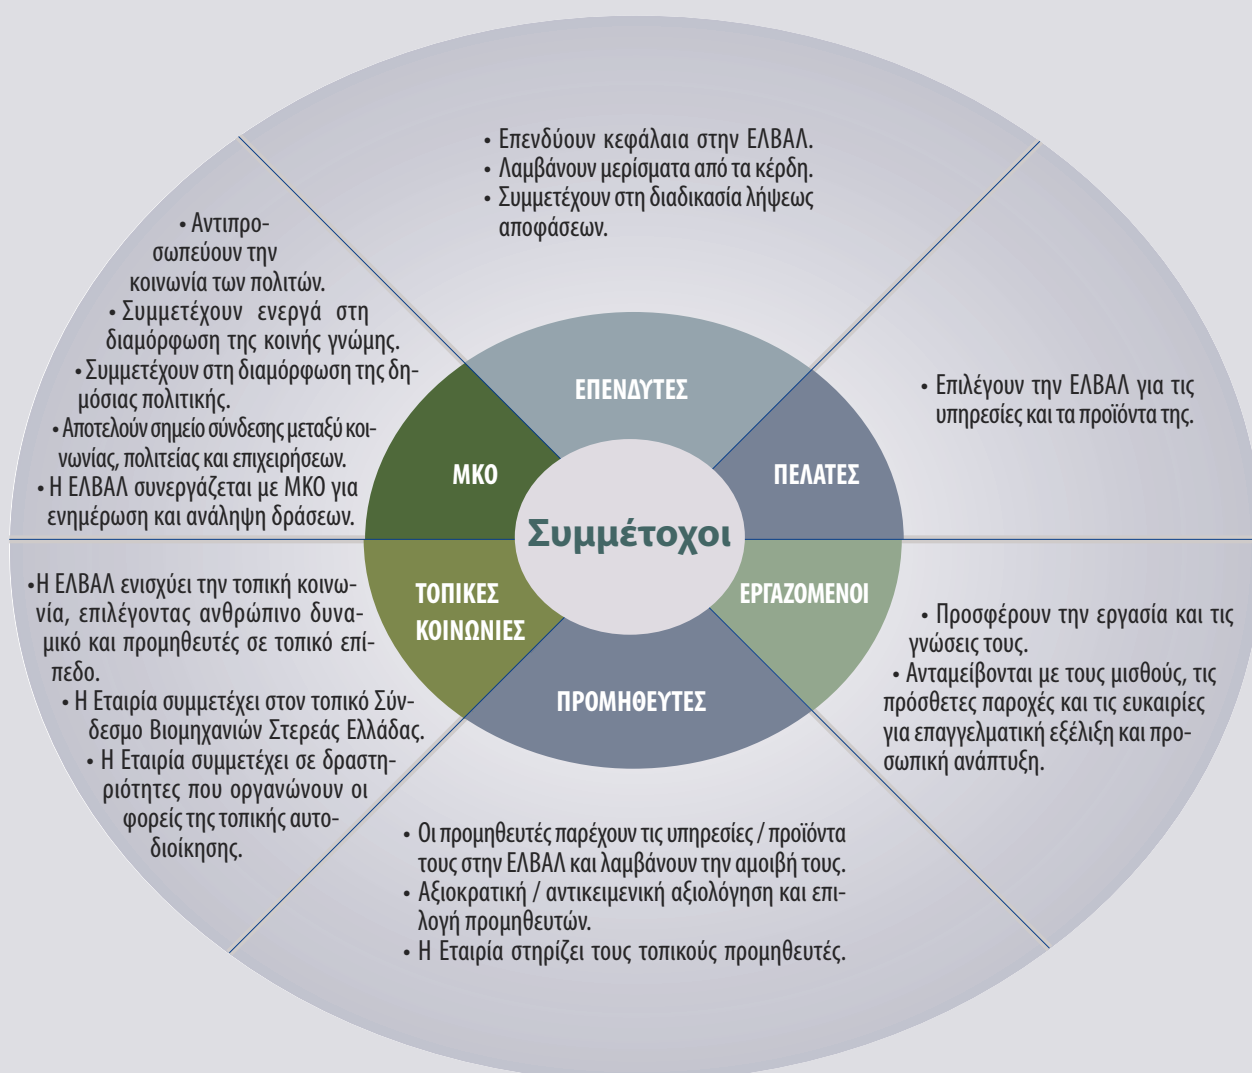 • Επενδύουν κεφάλαια στην ΕΛΒΑΛ.
• Λαμβάνουν μερίσματα από τα κέρδη.
• Συμμετέχουν στη διαδικασία λήψεως
αποφάσεων.
• Αντιπρο-
σωπεύουν την
κοινωνία των πολιτών.
• Συμμετέχουν ενεργά στη
διαμόρφωση της κοινής γνώμης.
• Συμμετέχουν στη διαμόρφωση της δη-
μόσιας πολιτικής.
• Αποτελούν σημείο σύνδεσης μεταξύ κοι-
νωνίας, πολιτείας και επιχειρήσεων.
• Η ΕΛΒΑΛ συνεργάζεται με ΜΚΟ για
ενημέρωση και ανάληψη δράσεων.
ΕΠΕΝΔΥΤΕΣ
• Επιλέγουν την ΕΛΒΑΛ για τις
υπηρεσίες και τα προϊόντα της.
ΜΚΟ
ΠΕΛΑΤΕΣ
Συμμέτοχοι
ΤΟΠΙΚΕΣ
ΚΟΙΝΩΝΙΕΣ
ΕΡΓΑΖΟΜΕΝΟΙ
ΠΡΟΜΗΘΕΥΤΕΣ
• Η ΕΛΒΑΛ ενισχύει την τοπική κοινω-
νία, επιλέγοντας ανθρώπινο δυνα-
μικό και προμηθευτές σε τοπικό επί-
πεδο.
• Η Εταιρία συμμετέχει στον τοπικό Σύν-
δεσμο Βιομηχανιών Στερεάς Ελλάδας.
• Η Εταιρία συμμετέχει σε δραστη-
ριότητες που οργανώνουν οι
φορείς της τοπικής αυτο-
διοίκησης.
• Προσφέρουν την εργασία και τις
γνώσεις τους.
• Ανταμείβονται με τους μισθούς, τις
πρόσθετες παροχές και τις ευκαιρίες
για επαγγελματική εξέλιξη και προ-
σωπική ανάπτυξη.
• Οι προμηθευτές παρέχουν τις υπηρεσίες / προϊόντα
τους στην ΕΛΒΑΛ και λαμβάνουν την αμοιβή τους.
• Αξιοκρατική / αντικειμενική αξιολόγηση και επι-
λογή προμηθευτών.
• Η Εταιρία στηρίζει τους τοπικούς προμηθευτές.